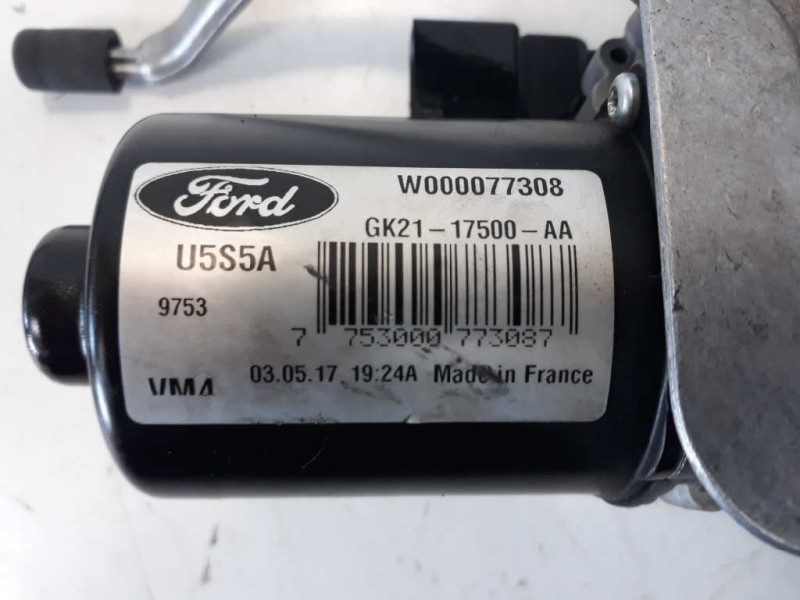 Ford
W000077308
GK21-17500-AA
U5S5A
9753
7 753000 773087
03.05.17 19:24A Made in France
VM4